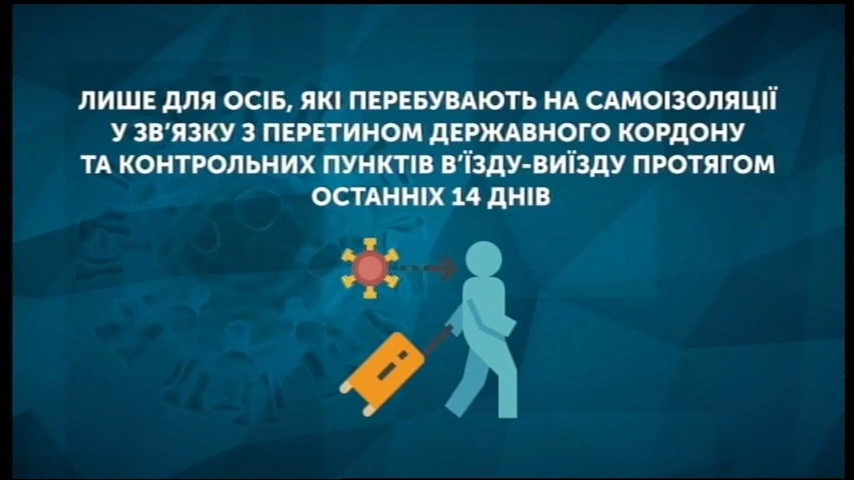 ЛИШЕ ДЛЯ ОСІБ, ЯКІ ПЕРЕБУВАЮТЬ НА САМОІЗОЛЯЦІЇ
У ЗВ'ЯЗКУ З ПЕРЕТИНОМ ДЕРЖАВНОГО КОРДОНУ
ТА КОНТРОЛЬНИХ ПУНКТІВ В'ЇЗДУ-ВИЇЗДУ ПРОТЯГОМ
ОСТАННІХ 14 ДНІВ